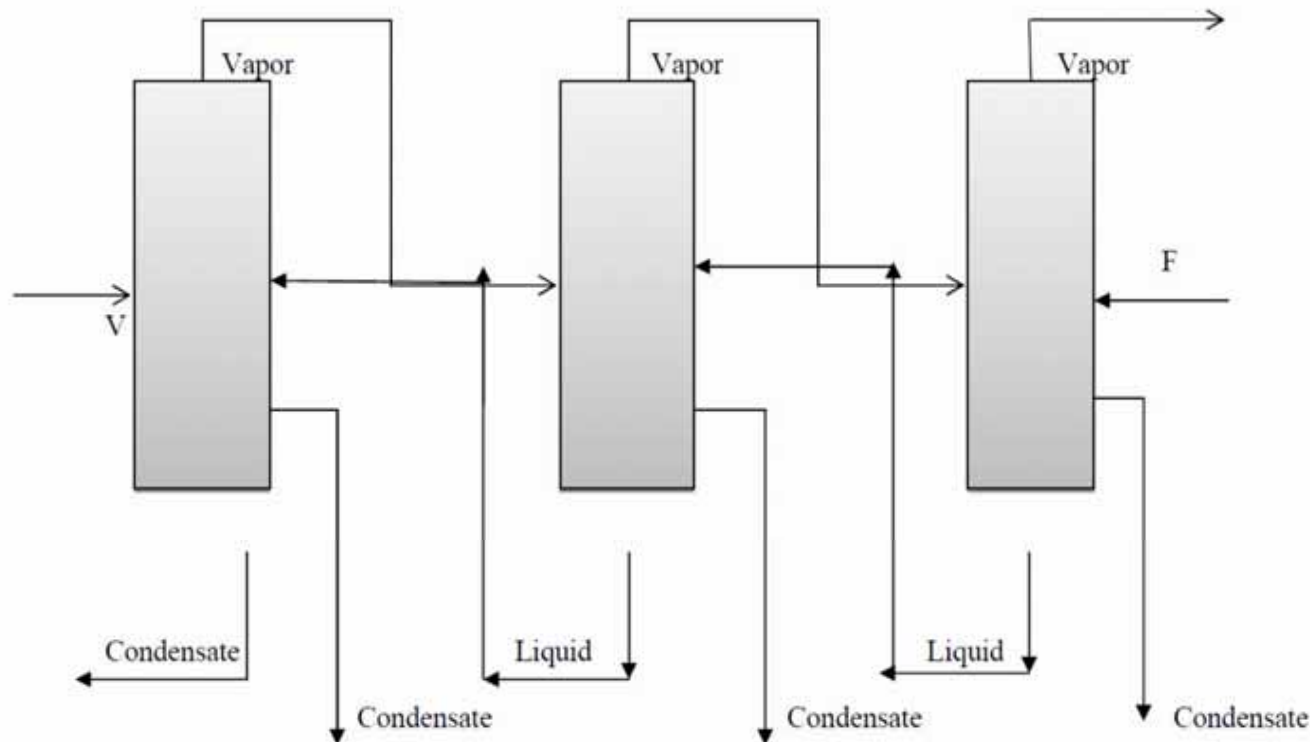 Vapor
Vapor
Vapor
F
V
Condensate
Liquid
Liquid
Condensate
Condensate
Condensate